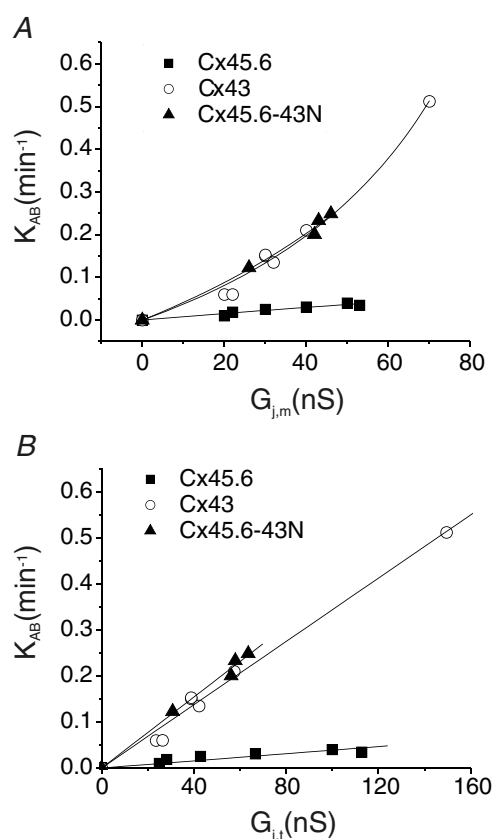 A
Cx45.6
Cx43
Cx45.6-43N
K_AB(min⁻¹)
0.6
0.5
0.4
0.3
0.2
0.1
0.0
0 20 40 60 80
G_j,m(nS)
B
Cx45.6
Cx43
Cx45.6-43N
K_AB(min⁻¹)
0.6
0.5
0.4
0.3
0.2
0.1
0.0
0 40 80 120 160
G_j,t(nS)